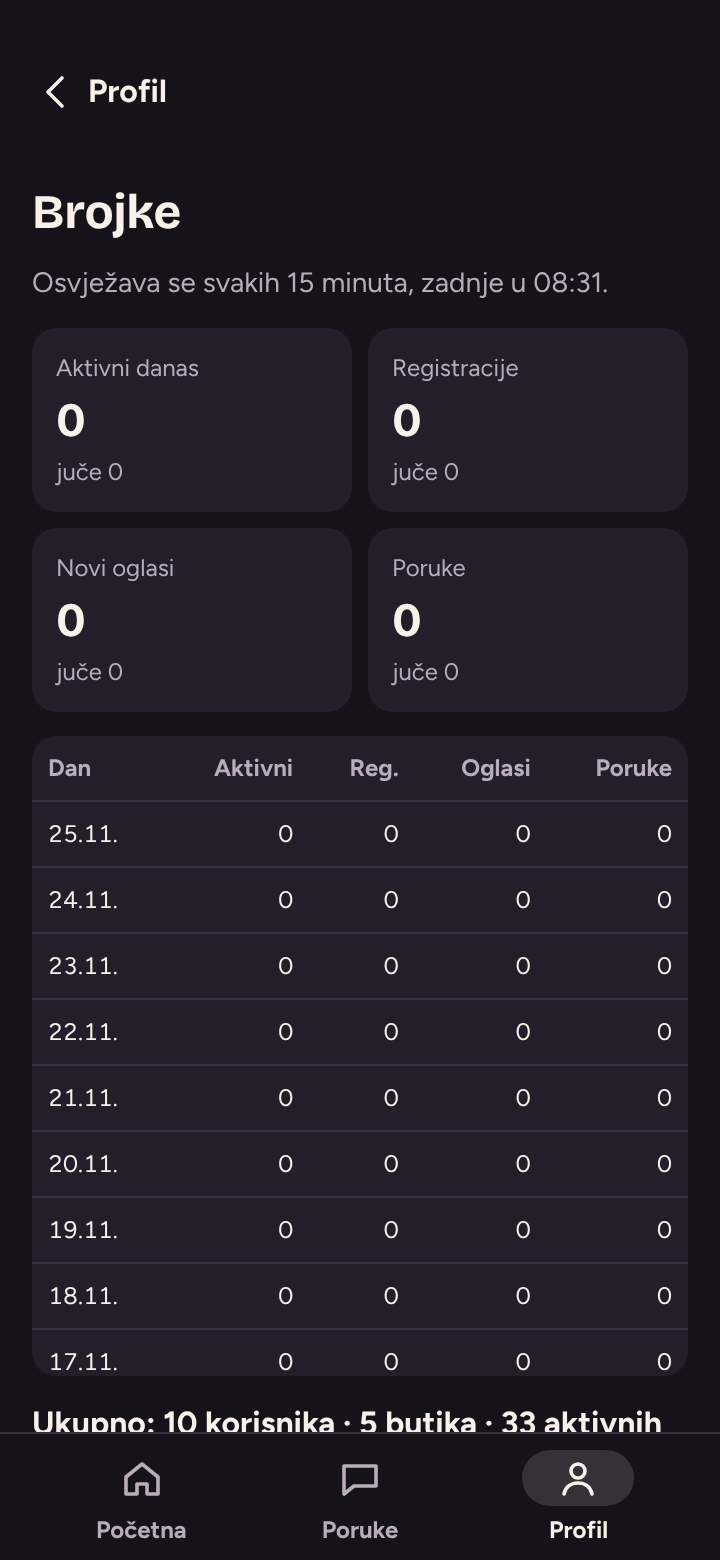 Profil
Brojke
Osvježava se svakih 15 minuta, zadnje u 08:31.
Aktivni danas
0
juče 0
Registracije
0
juče 0
Novi oglasi
0
juče 0
Poruke
0
juče 0
Dan Aktivni Reg. Oglasi Poruke
25.11. 0 0 0 0
24.11. 0 0 0 0
23.11. 0 0 0 0
22.11. 0 0 0 0
21.11. 0 0 0 0
20.11. 0 0 0 0
19.11. 0 0 0 0
18.11. 0 0 0 0
17.11. 0 0 0 0
Ukupno: 10 korisnika · 5 butika · 33 aktivnih
Početna
Poruke
Profil